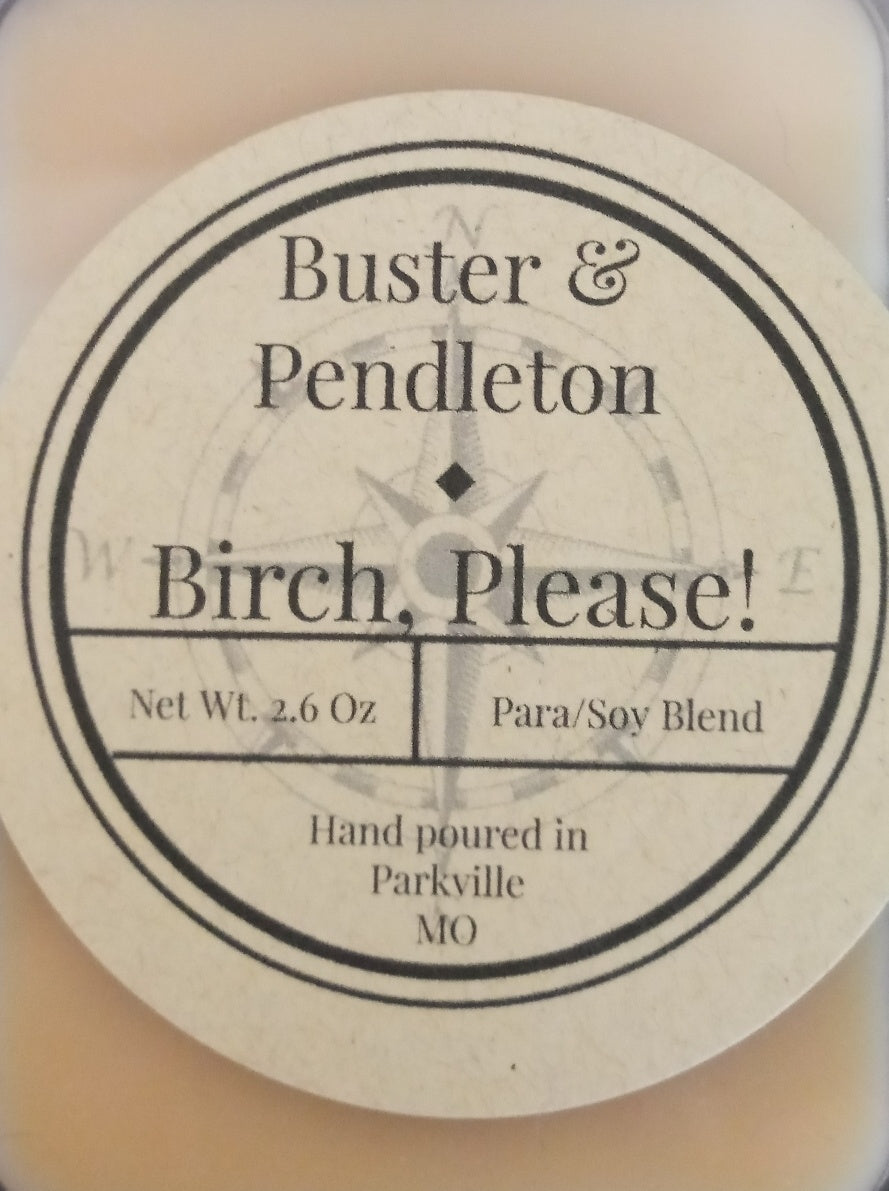 N
Buster &
Pendleton
W
Birch, Please!
E
Net Wt. 2.6 Oz
Para/Soy Blend
Hand poured in
Parkville
MO